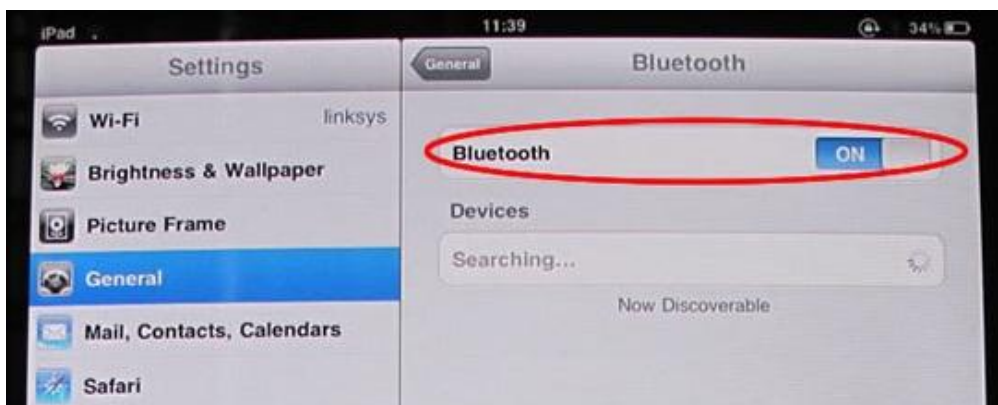 iPad
11:39
34%
Settings
General
Bluetooth
Wi-Fi
linksys
Brightness & Wallpaper
Picture Frame
General
Mail, Contacts, Calendars
Safari
Bluetooth
ON
Devices
Searching...
Now Discoverable